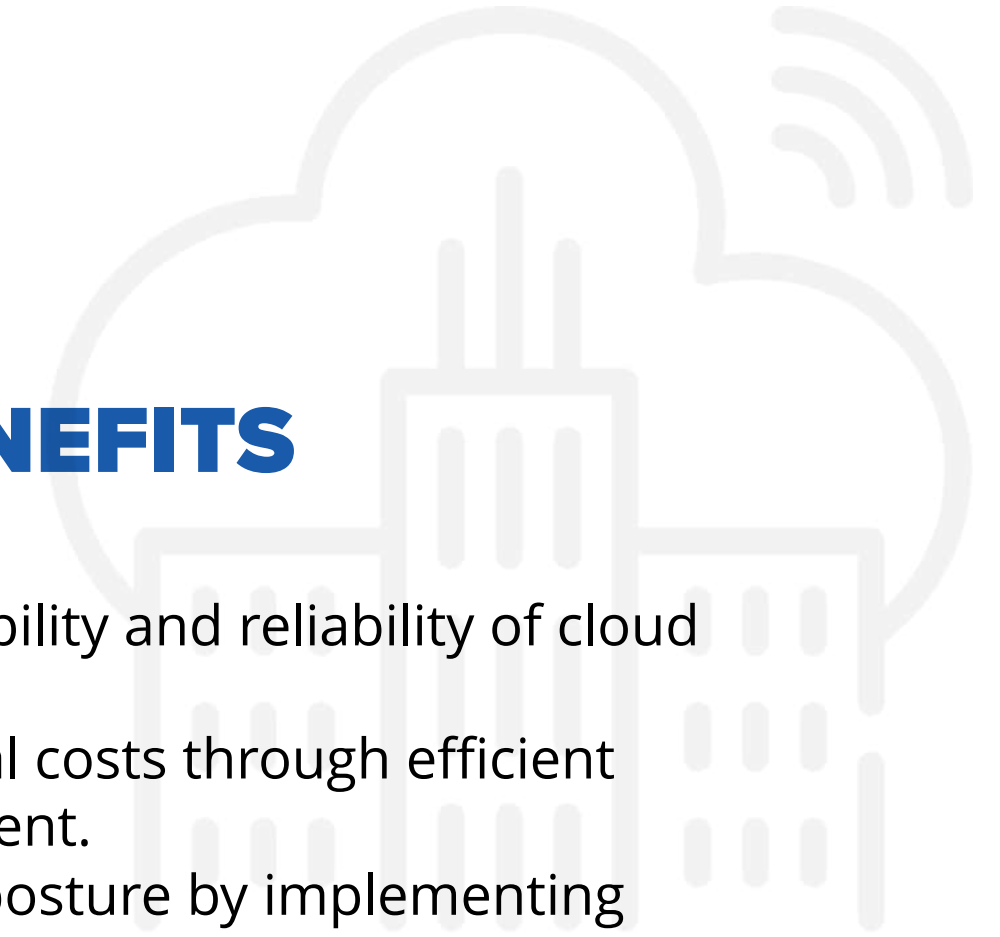 NEFITS
bility and reliability of cloud
l costs through efficient
ent.
posture by implementing